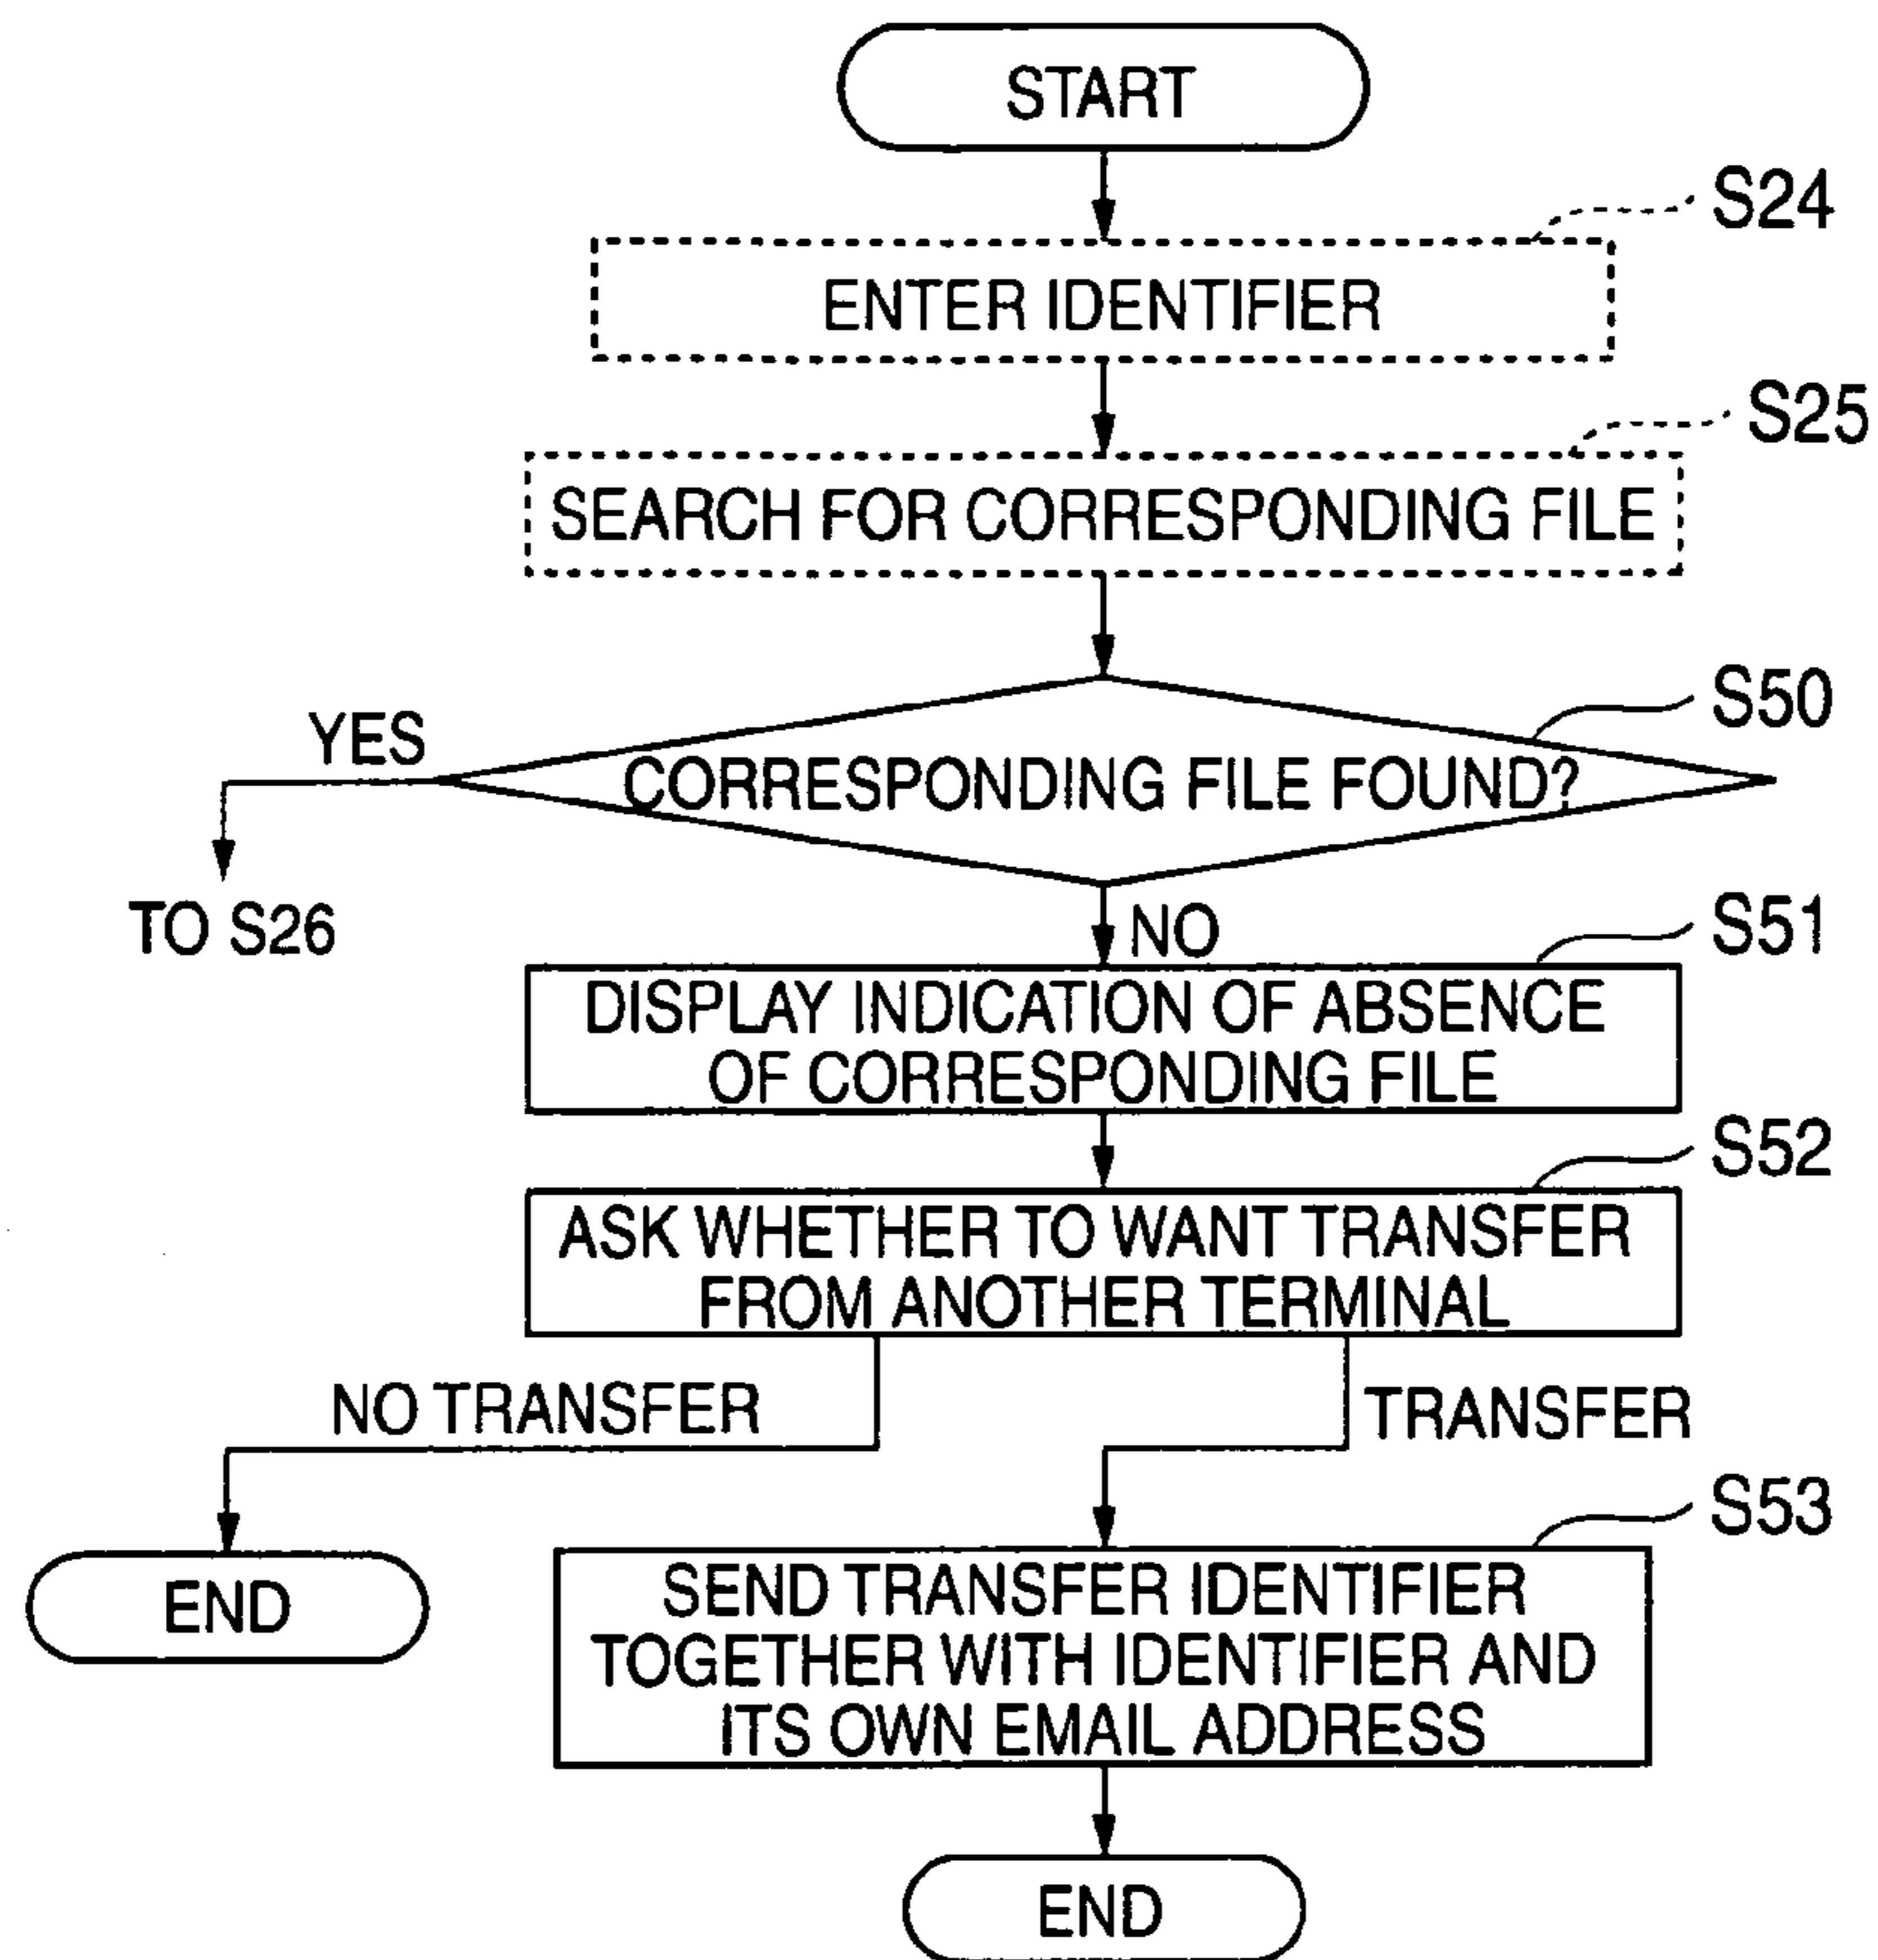 START
S24
ENTER IDENTIFIER
S25
SEARCH FOR CORRESPONDING FILE
S50
YES
CORRESPONDING FILE FOUND?
TO S26
NO
S51
DISPLAY INDICATION OF ABSENCE
OF CORRESPONDING FILE
S52
ASK WHETHER TO WANT TRANSFER
FROM ANOTHER TERMINAL
NO TRANSFER
TRANSFER
S53
END
SEND TRANSFER IDENTIFIER
TOGETHER WITH IDENTIFIER AND
ITS OWN EMAIL ADDRESS
END